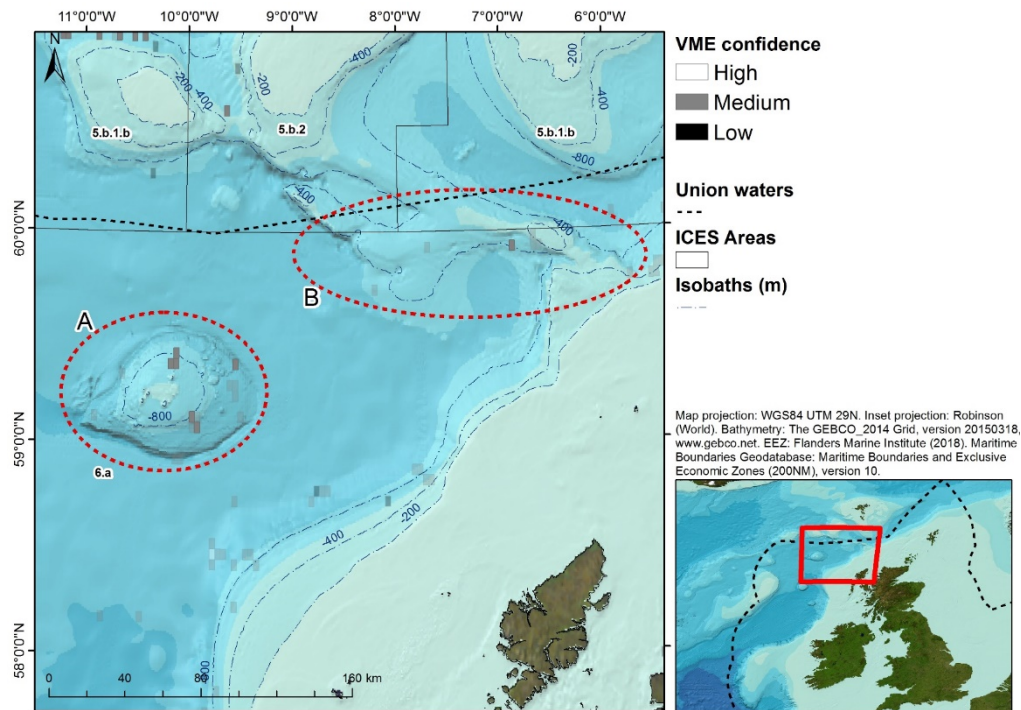 11°0'0"W 10°0'0"W 9°0'0"W 8°0'0"W 7°0'0"W 6°0'0"W
N
-200
-400
5.b.1.b
-200
-400
5.b.2
-200
-400
5.b.1.b
-800
60°0'0"N
-400
-400
B
A
-800
59°0'0"N
6.a
-400
-200
58°0'0"N
800
0 40 80 160 km
VME confidence
High
Medium
Low
Union waters
ICES Areas
Isobaths (m)
Map projection: WGS84 UTM 29N. Inset projection: Robinson
(World). Bathymetry: The GEBCO_2014 Grid, version 20150318,
www.gebco.net. EEZ: Flanders Marine Institute (2018). Maritime
Boundaries Geodatabase: Maritime Boundaries and Exclusive
Economic Zones (200NM), version 10.